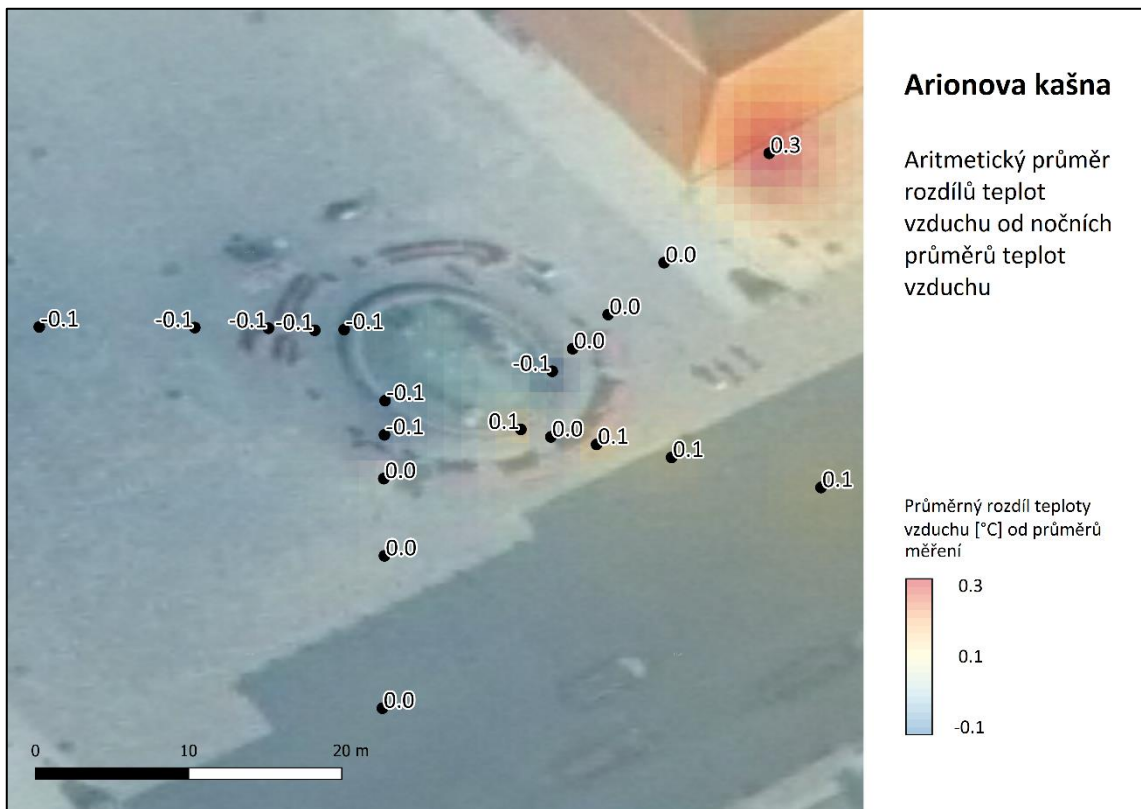 Arionova kašna
Aritmetický průměr
rozdílů teplot
vzduchu od nočních
průměrů teplot
vzduchu
0.3
0.0
0.0
-0.1
-0.1
-0.1
-0.1
-0.1
0.0
-0.1
-0.1
0.1
0.0
0.1
-0.1
0.1
0.0
0.1
0.0
0.0
Průměrný rozdíl teploty
vzduchu [°C] od průměrů
měření
0.3
0.1
-0.1
0 10 20 m